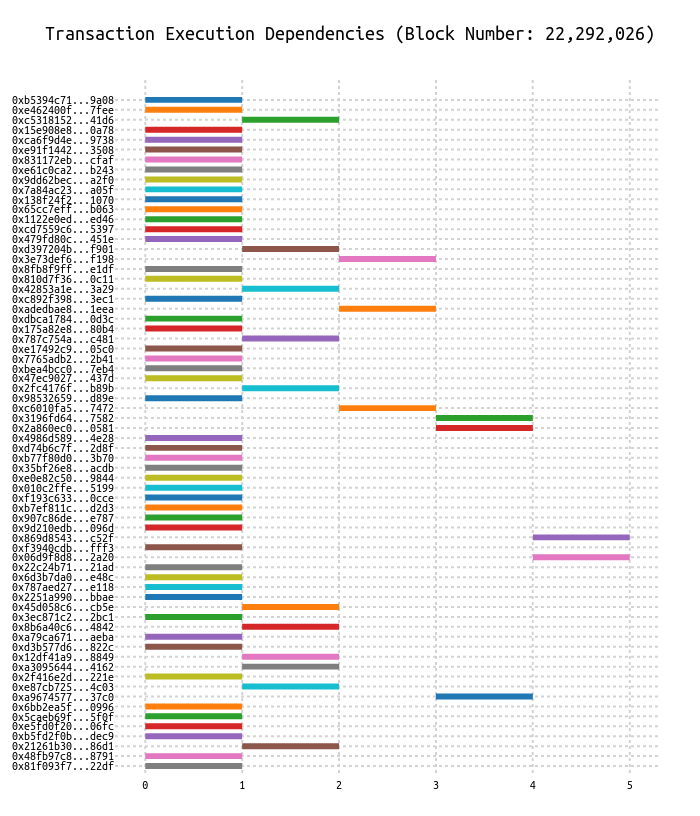 Transaction Execution Dependencies (Block Number: 22,292,026)
0xb5394c71...9a08
0xe462400f...7fee
0xc5318152...41d6
0x15e908e8...0a78
0xca6f9d4e...9738
0xe91f1442...3508
0x831172eb...cfaf
0xe61c0ca2...b243
0x9dd62bec...a2f0
0x7a84ac23...a05f
0x138f24f2...1070
0x65cc7eff...b063
0x1122e0ed...ed46
0xcd7559c6...5397
0x479fd80c...451e
0xd397204b...f901
0x3e73def6...f198
0x8fb8f9ff...e1df
0x810d7f36...0c11
0x42853a1e...3a29
0xc892f398...3ec1
0xadedbae8...1eea
0xdbca1784...0d3c
0x175a82e8...80b4
0x787c754a...c481
0xe17492c9...05c0
0x7765adb2...2b41
0xbea4bcc0...7eb4
0x47ec9027...437d
0x2fc4176f...b89b
0x98532659...d89e
0xc6010fa5...7472
0x3196fd64...7582
0x2a860ec0...0581
0x4986d589...4e28
0xd74b6c7f...2d8f
0xb77f80d0...3b70
0x35bf26e8...acdb
0xe0e82c50...9844
0x010c2ffe...5199
0xf193c633...0cce
0xb7ef811c...d2d3
0x907c86de...e787
0x9d210edb...096d
0x869d8543...c52f
0xf3940cdb...fff3
0x06d9f8d8...2a20
0x22c24b71...21ad
0x6d3b7da0...e48c
0x787aed27...e118
0x2251a990...bbae
0x45d058c6...cb5e
0x3ec871c2...2bc1
0x8b6a40c6...4842
0xa79ca671...aeba
0xd3b577d6...822c
0x12df41a9...8849
0xa3095644...4162
0x2f416e2d...221e
0xe87cb725...4c03
0xa9674577...37c0
0x6bb2ea5f...0996
0x5caeb69f...5f0f
0xe5fd0f20...06fc
0xb5fd2f0b...dec9
0x21261b30...86d1
0x48fb97c8...8791
0x81f093f7...22df
0 1 2 3 4 5